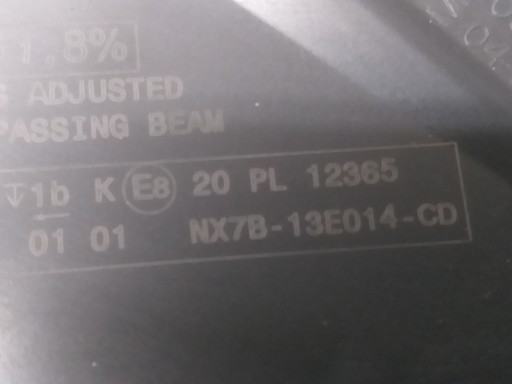 1,8%
ADJUSTED
PASSING BEAM
1b K E8 20 PL 12365
01 01 NX7B-13E014-CD